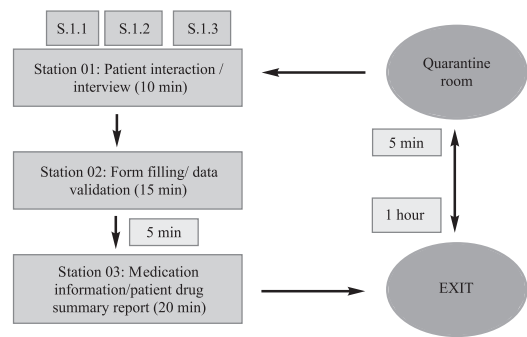 S.1.1
S.1.2
S.1.3
Station 01: Patient interaction /
interview (10 min)
Quarantine
room
Station 02: Form filling/ data
validation (15 min)
5 min
5 min
1 hour
Station 03: Medication
information/patient drug
summary report (20 min)
EXIT